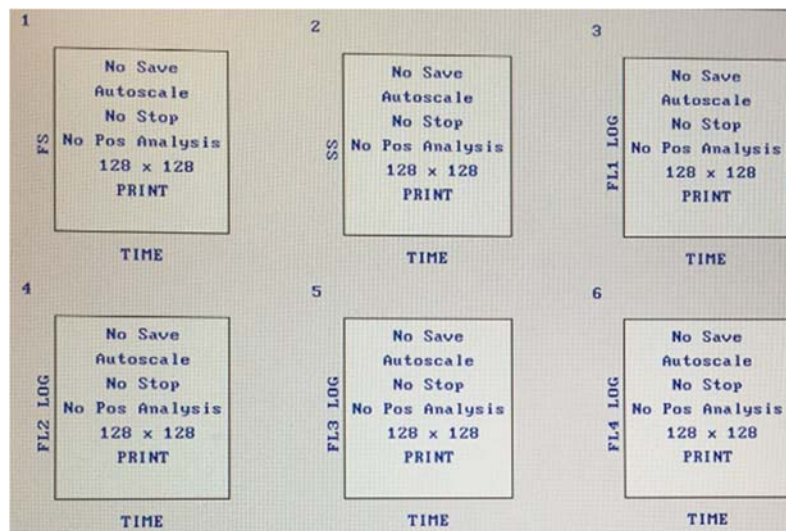 1
FS
No Save
Autoscale
No Stop
No Pos Analysis
128 x 128
PRINT
TIME
2
SS
No Save
Autoscale
No Stop
No Pos Analysis
128 x 128
PRINT
TIME
3
FL1 LOG
No Save
Autoscale
No Stop
No Pos Analysis
128 x 128
PRINT
TIME
4
FL2 LOG
No Save
Autoscale
No Stop
No Pos Analysis
128 x 128
PRINT
TIME
5
FL3 LOG
No Save
Autoscale
No Stop
No Pos Analysis
128 x 128
PRINT
TIME
6
FL4 LOG
No Save
Autoscale
No Stop
No Pos Analysis
128 x 128
PRINT
TIME